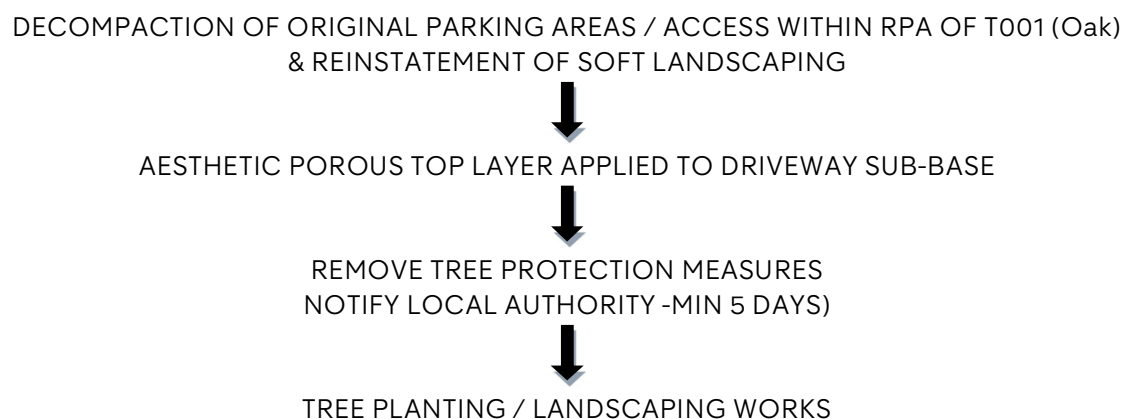 DECOMPACTION OF ORIGINAL PARKING AREAS / ACCESS WITHIN RPA OF T001 (Oak)
& REINSTATEMENT OF SOFT LANDSCAPING
AESTHETIC POROUS TOP LAYER APPLIED TO DRIVEWAY SUB-BASE
REMOVE TREE PROTECTION MEASURES
NOTIFY LOCAL AUTHORITY -MIN 5 DAYS)
TREE PLANTING / LANDSCAPING WORKS